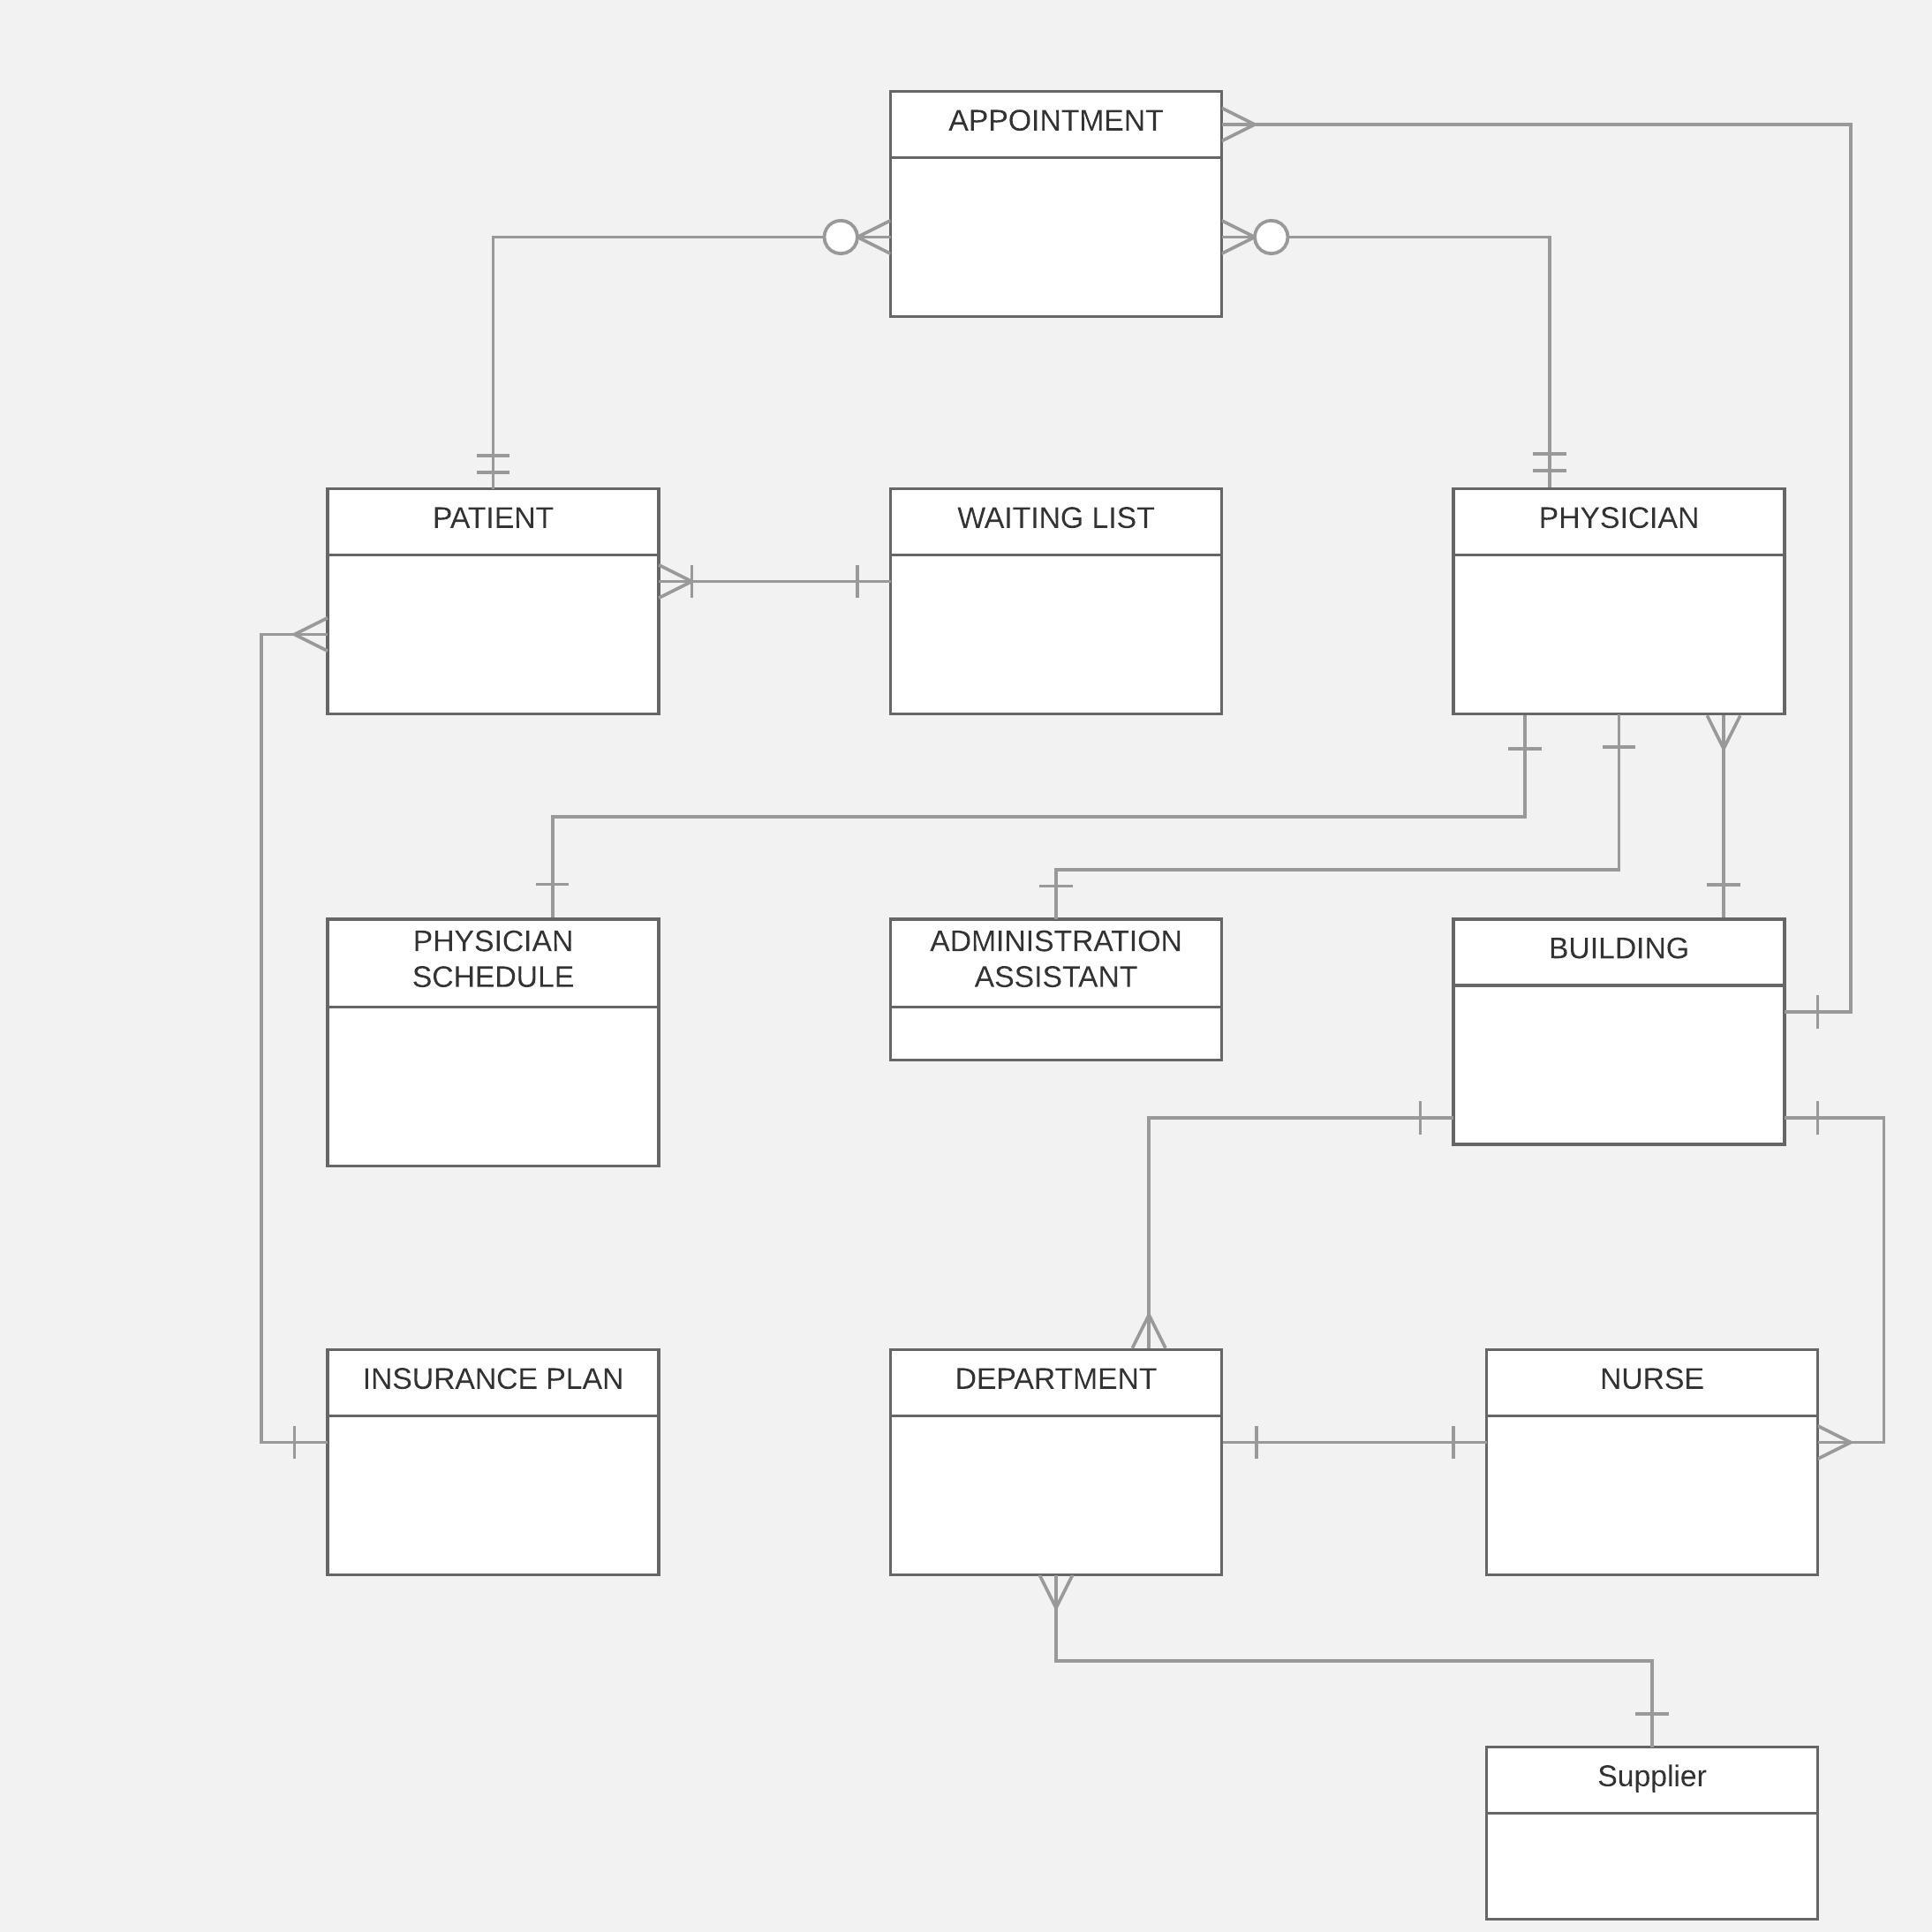 APPOINTMENT
PATIENT
WAITING LIST
PHYSICIAN
PHYSICIAN
SCHEDULE
ADMINISTRATION
ASSISTANT
BUILDING
INSURANCE PLAN
DEPARTMENT
NURSE
Supplier